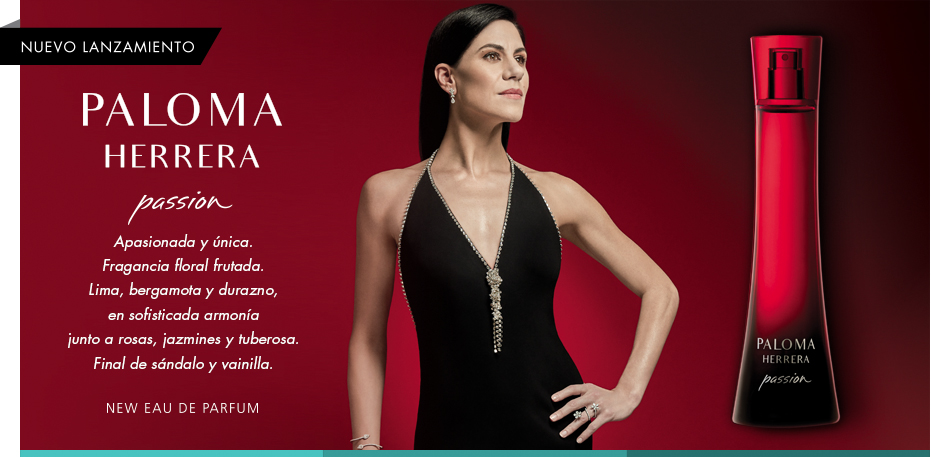 NUEVO LANZAMIENTO
PALOMA
HERRERA
passion
Apasionada y única.
Fragancia floral frutada.
Lima, bergamota y durazno,
en sofisticada armonía
junto a rosas, jazmines y tuberosa.
Final de sándalo y vainilla.
NEW EAU DE PARFUM
PALOMA
HERRERA
passion